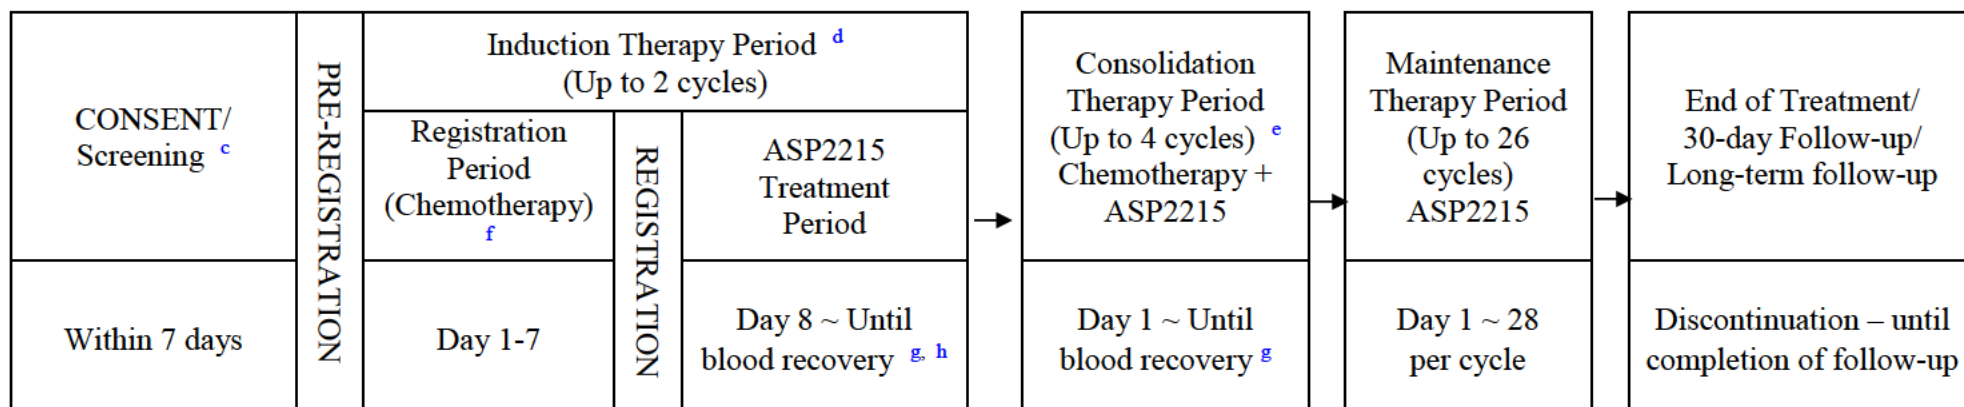 CONSENT/
Screening c
Within 7 days
PRE-REGISTRATION
Induction Therapy Period d
(Up to 2 cycles)
Registration
Period
(Chemotherapy)
f
Day 1-7
REGISTRATION
ASP2215
Treatment
Period
Day 8 ~ Until
blood recovery g, h
Consolidation
Therapy Period
(Up to 4 cycles) e
Chemotherapy +
ASP2215
Day 1 ~ Until
blood recovery g
Maintenance
Therapy Period
(Up to 26
cycles)
ASP2215
Day 1 ~ 28
per cycle
End of Treatment/
30-day Follow-up/
Long-term follow-up
Discontinuation – until
completion of follow-up